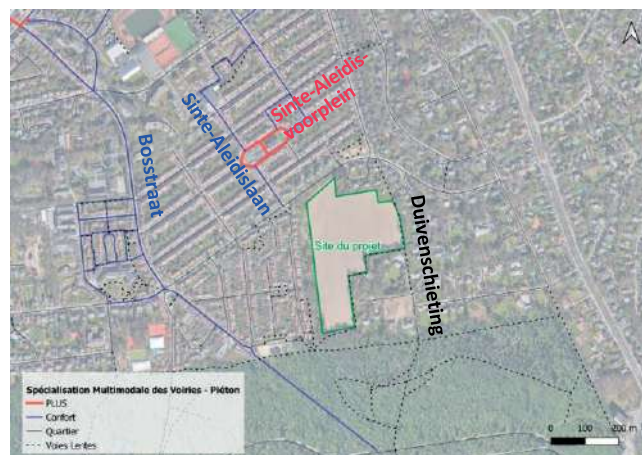 Sinte-Aleidis-
voorplein
Sinte-Aleidislaan
Bosstraat
Duivenschieting
Site du projet
Spécialisation Multimodale des Voiries - Piéton
PLUS
Confort
Quartier
Voies Lentes
0 100 200 m